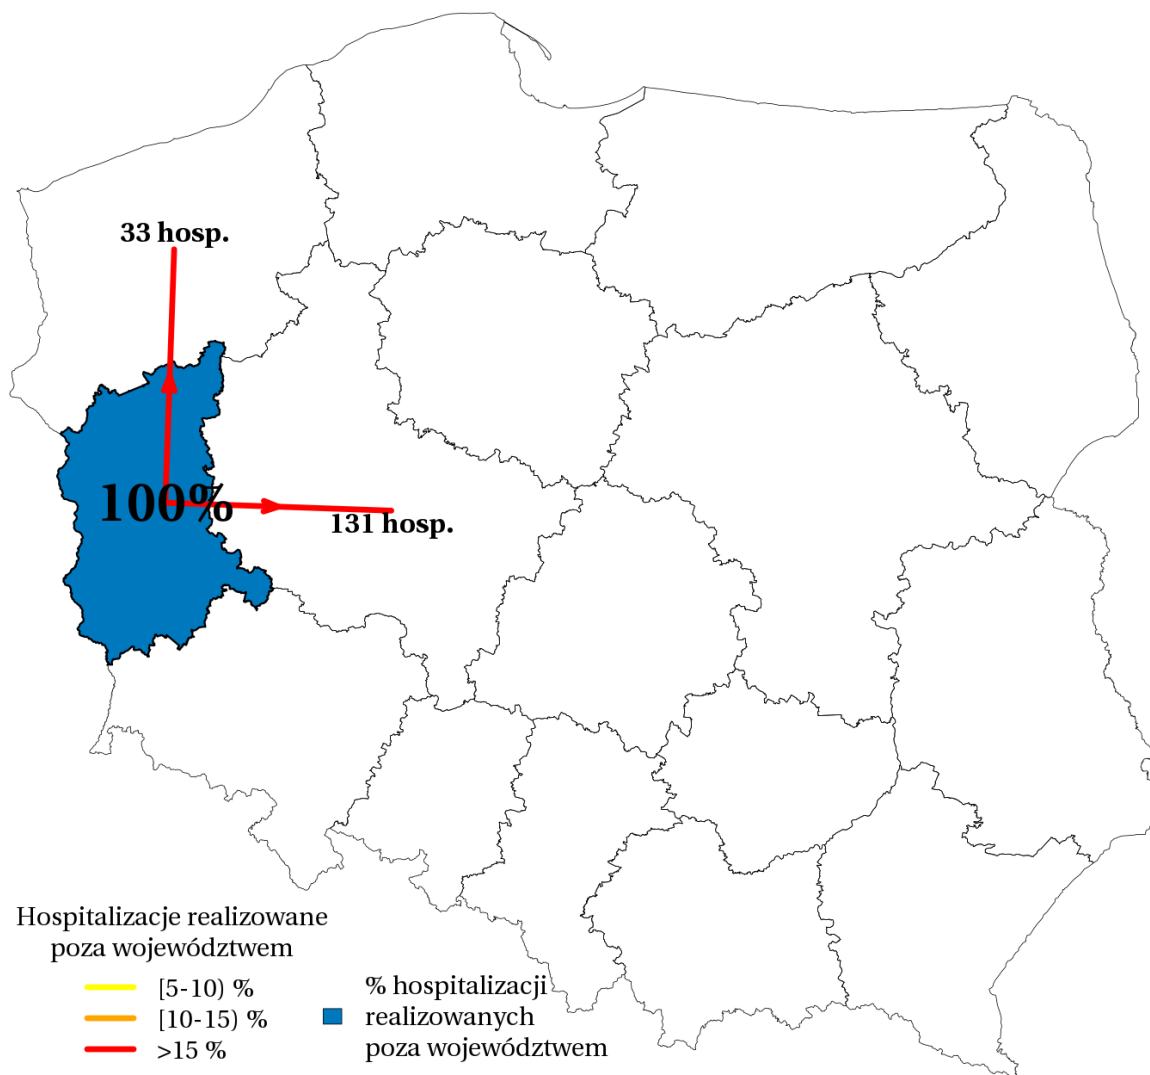 33 hosp.
100%
131 hosp.
Hospitalizacje realizowane
poza województwem
[5-10) %
[10-15) %
>15 %
% hospitalizacji
realizowanych
poza województwem